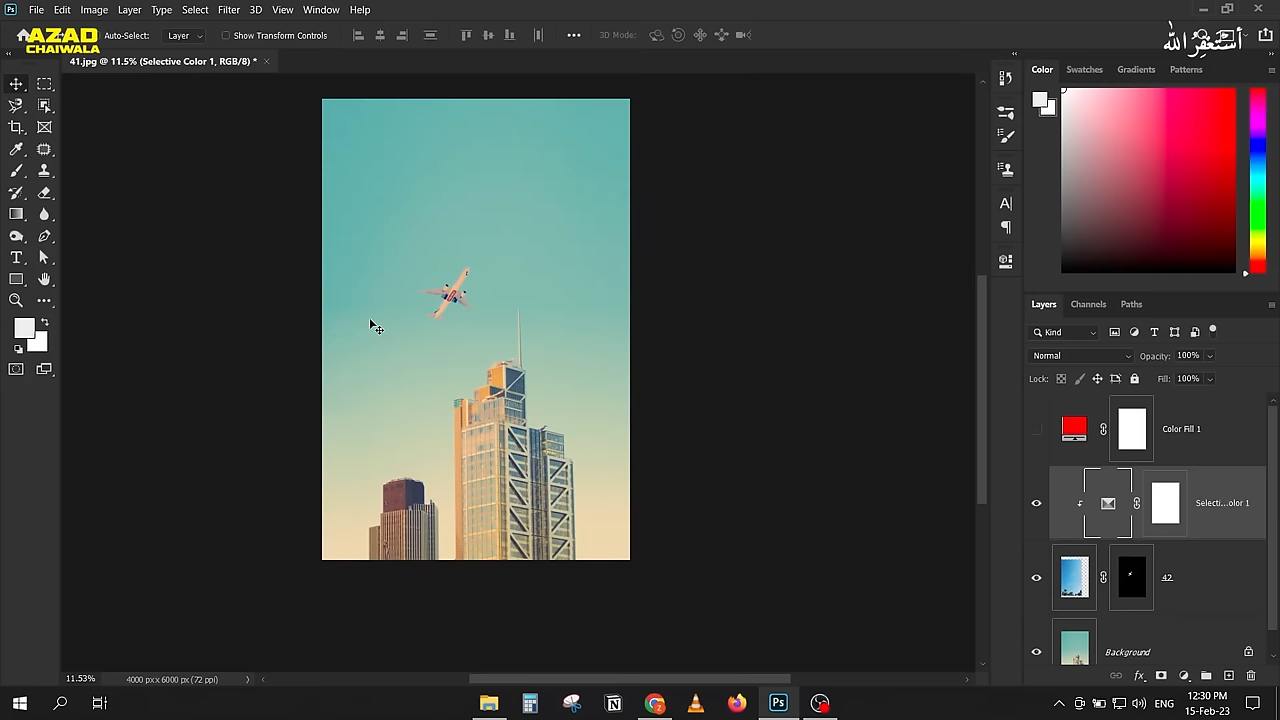 File Edit Image Layer Type Select Filter 3D View Window Help
AZAD
CHAIWALA
Auto-Select: Layer Show Transform Controls 3D Mode:
أستغفر الله
41.jpg @ 11.5% (Selective Color 1, RGB/8) *
Color Swatches Gradients Patterns
Layers Channels Paths
Kind
Normal Opacity: 100%
Lock: Fill: 100%
Color Fill 1
Selecti...olor 1
42
Background
11.53% 4000 px x 6000 px (72 ppi)
ENG
12:30 PM
15-Feb-23